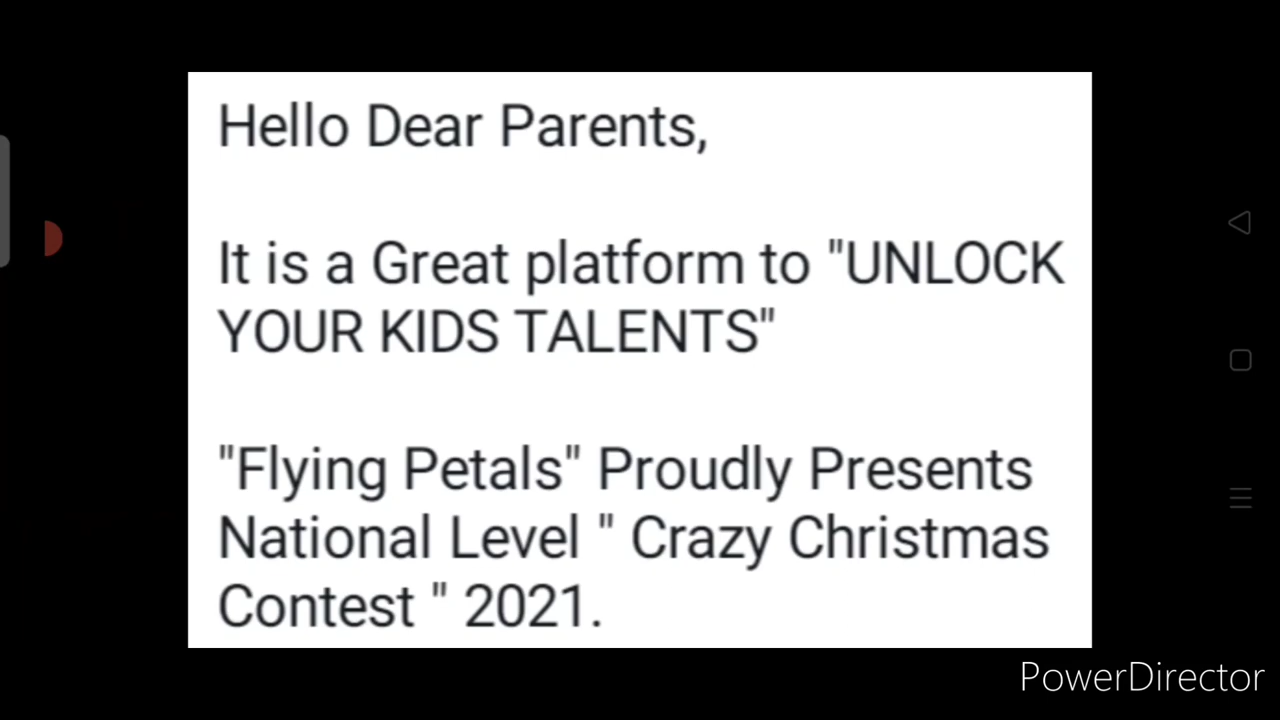 Hello Dear Parents,
It is a Great platform to "UNLOCK
YOUR KIDS TALENTS"
"Flying Petals" Proudly Presents
National Level " Crazy Christmas
Contest " 2021.
PowerDirector